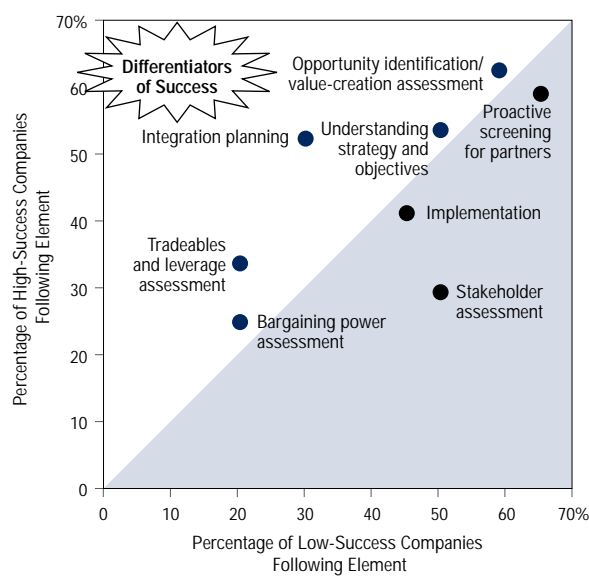 70%
60
50
40
30
20
10
0
Percentage of High-Success Companies
Following Element
Differentiators
of Success
Opportunity identification/
value-creation assessment
Proactive
screening
for partners
Integration planning
Understanding
strategy and
objectives
Implementation
Tradeables
and leverage
assessment
Stakeholder
assessment
Bargaining power
assessment
0 10 20 30 40 50 60 70%
Percentage of Low-Success Companies
Following Element